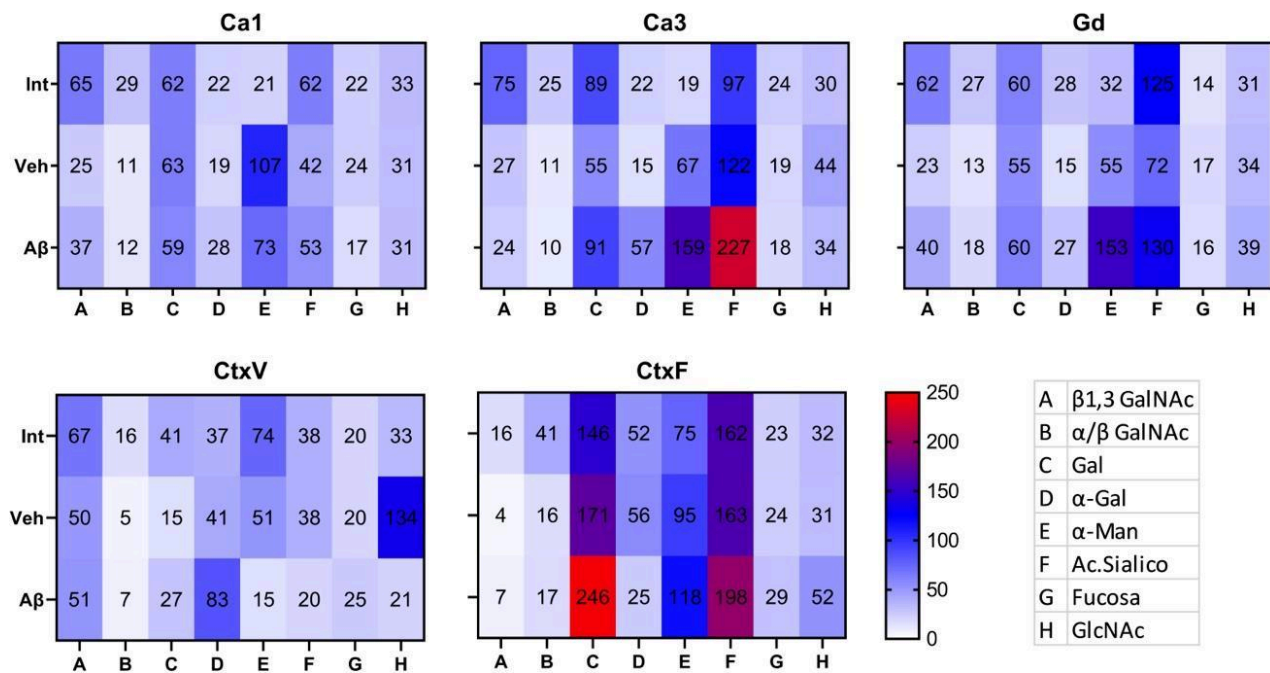 Ca1
Int 65 29 62 22 21 62 22 33
Veh 25 11 63 19 107 42 24 31
Aβ 37 12 59 28 73 53 17 31
A B C D E F G H
Ca3
75 25 89 22 19 97 24 30
27 11 55 15 67 122 19 44
24 10 91 57 159 227 18 34
A B C D E F G H
Gd
62 27 60 28 32 125 14 31
23 13 55 15 55 72 17 34
40 18 60 27 153 130 16 39
A B C D E F G H
CtxV
Int 67 16 41 37 74 38 20 33
Veh 50 5 15 41 51 38 20 134
Aβ 51 7 27 83 15 20 25 21
A B C D E F G H
CtxF
16 41 146 52 75 162 23 32
4 16 171 56 95 163 24 31
7 17 246 25 118 198 29 52
A B C D E F G H
250
200
150
100
50
0
A β1,3 GalNAc
B α/β GalNAc
C Gal
D α-Gal
E α-Man
F Ac.Sialico
G Fucosa
H GlcNAc